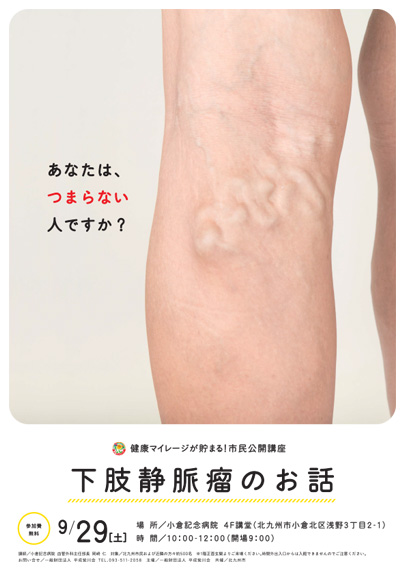 あなたは、
つまらない
人ですか？
健康マイレージが貯まる！市民公開講座
下肢静脈瘤のお話
参加費
無料
9/29［土］
場 所／小倉記念病院 4F講堂（北九州市小倉北区浅野3丁目2-1）
時 間／10：00-12：00（開場9：00）